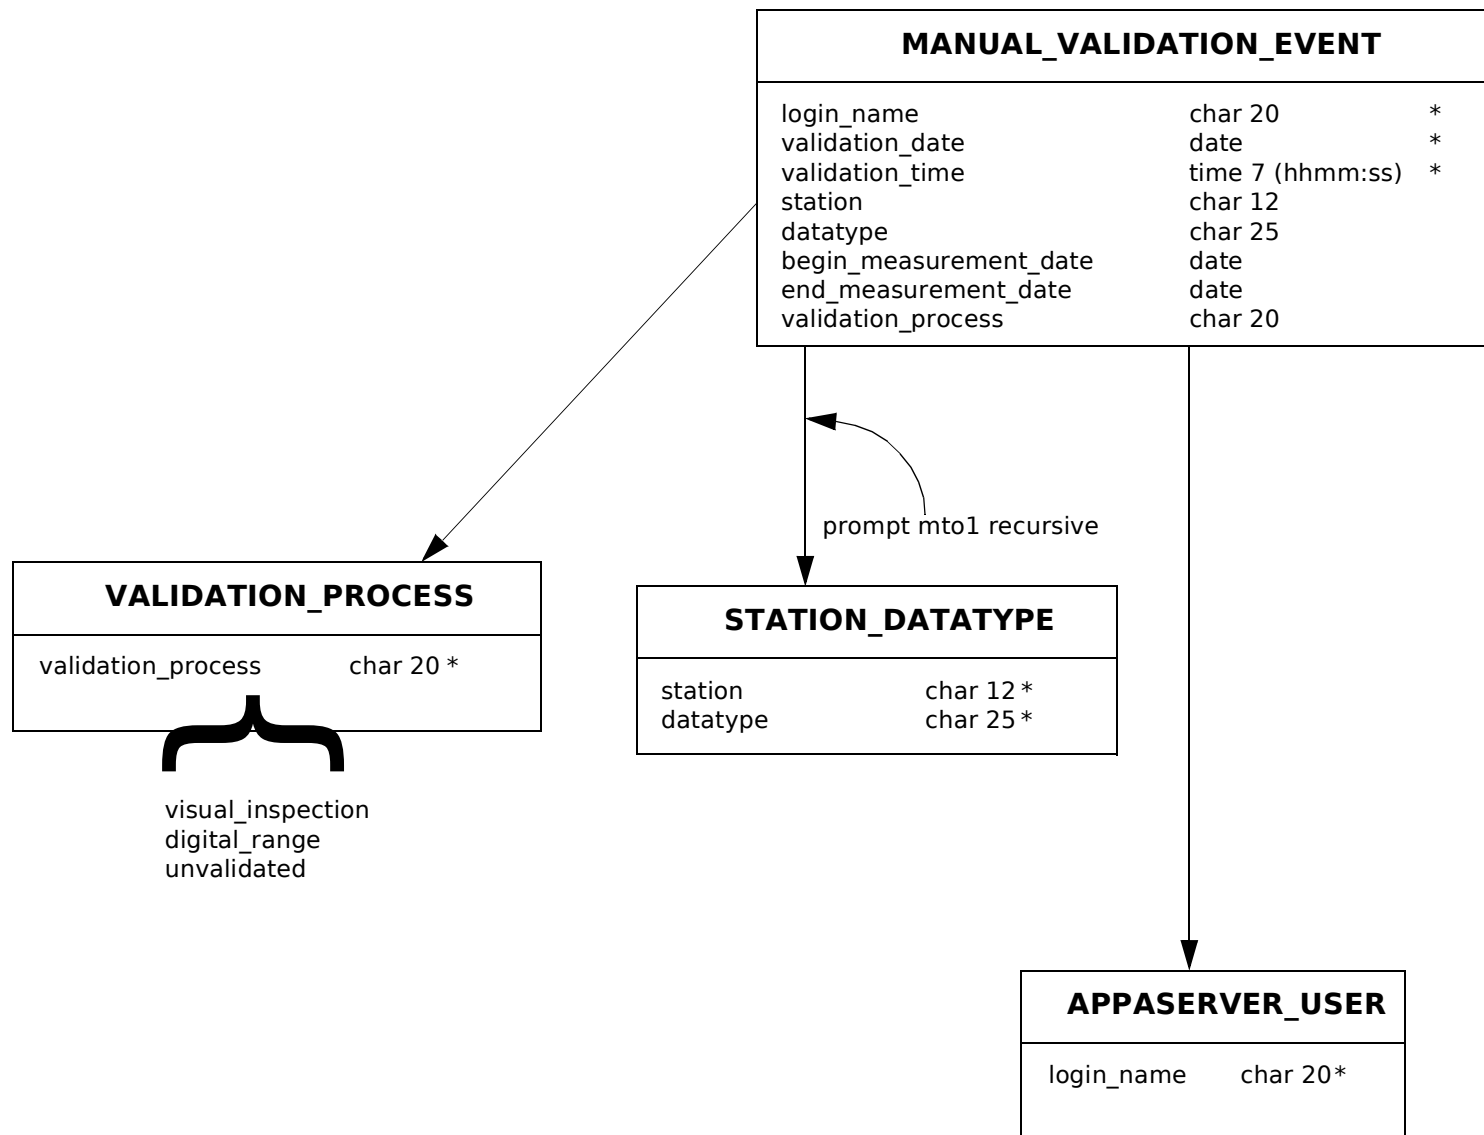 MANUAL_VALIDATION_EVENT
login_name char 20 *
validation_date date *
validation_time time 7 (hhmm:ss) *
station char 12
datatype char 25
begin_measurement_date date
end_measurement_date date
validation_process char 20
prompt mto1 recursive
VALIDATION_PROCESS
validation_process char 20 *
visual_inspection
digital_range
unvalidated
STATION_DATATYPE
station char 12 *
datatype char 25 *
APPASERVER_USER
login_name char 20 *